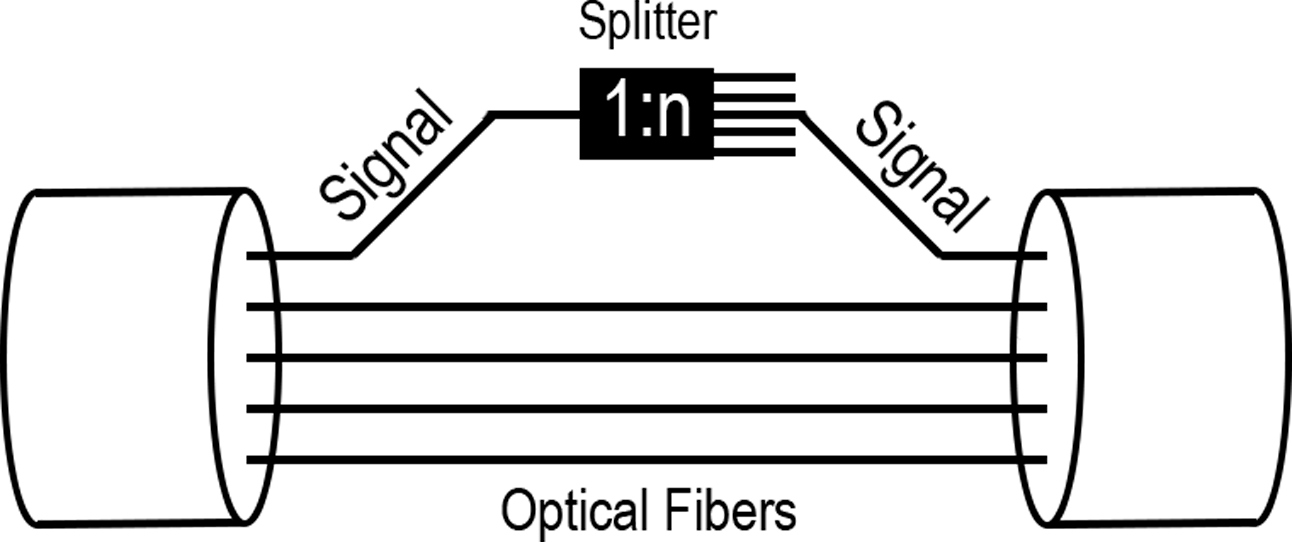 Splitter
1:n
Signal
Signal
Optical Fibers